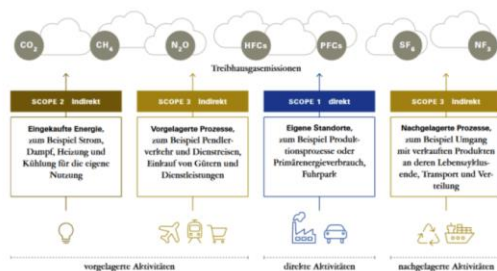 CO2 CH4 N2O HFCs PFCs SF6 NF3
Treibhausgasemissionen
SCOPE 2 indirekt
Eingekaufte Energie,
zum Beispiel Strom,
Dampf, Heizung und
Kühlung für die eigene
Nutzung
SCOPE 3 indirekt
Vorgelagerte Prozesse,
zum Beispiel Pendler-
verkehr und Dienstreisen,
Einkauf von Gütern und
Dienstleistungen
SCOPE 1 direkt
Eigene Standorte,
zum Beispiel Produk-
tionsprozesse oder
Primärenergieverbrauch,
Fuhrpark
SCOPE 3 indirekt
Nachgelagerte Prozesse,
zum Beispiel Umgang
mit verkauften Produkten
an deren Lebenszyklus-
ende, Transport und Ver-
teilung
vorgelagerte Aktivitäten
direkte Aktivitäten
nachgelagerte Aktivitäten